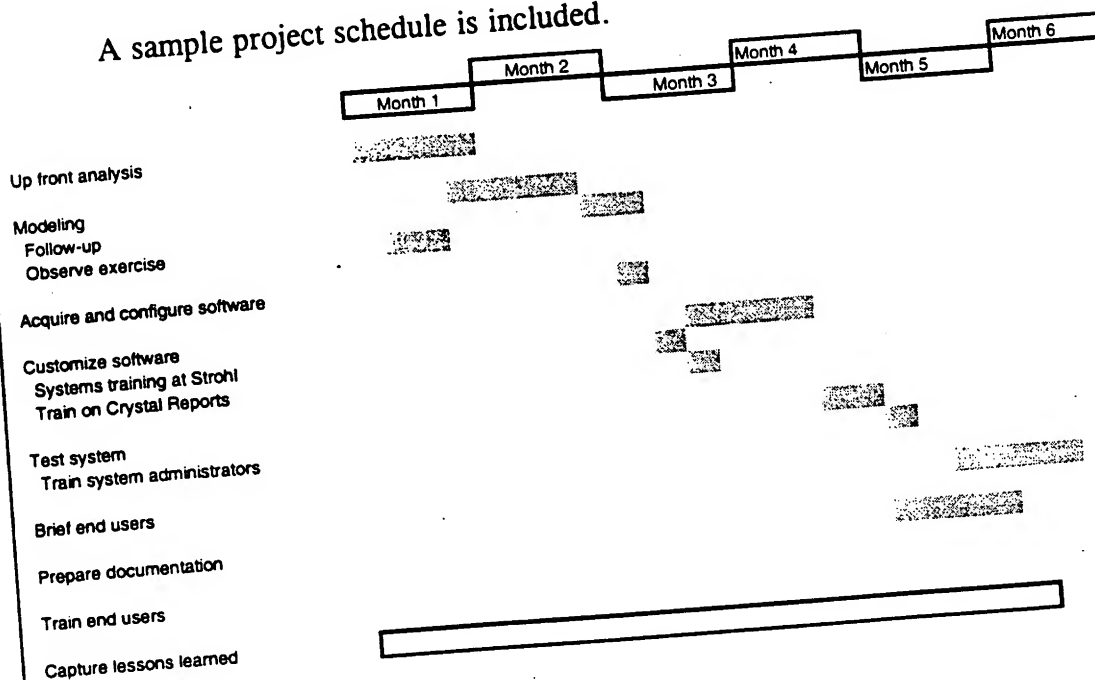 A sample project schedule is included.
Month 1
Month 2
Month 3
Month 4
Month 5
Month 6
Up front analysis
Modeling
Follow-up
Observe exercise
Acquire and configure software
Customize software
Systems training at Strohl
Train on Crystal Reports
Test system
Train system administrators
Brief end users
Prepare documentation
Train end users
Capture lessons learned